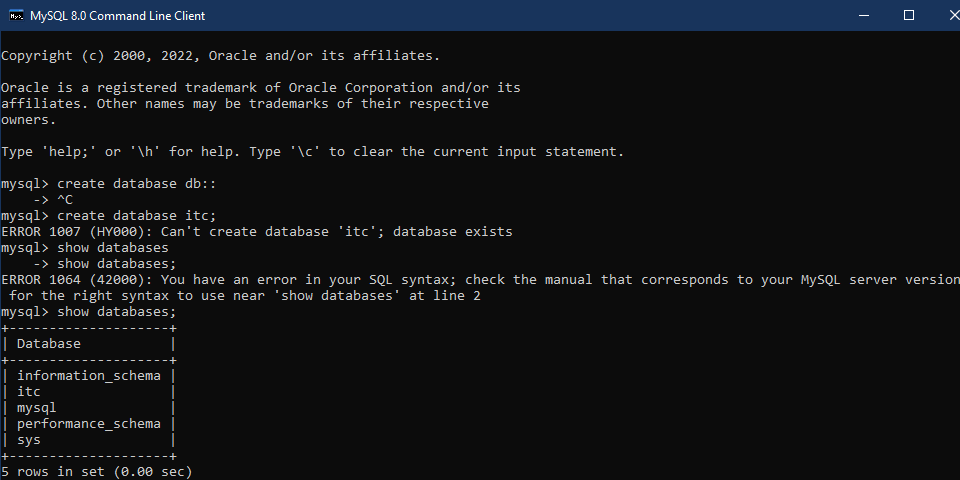 MySQL 8.0 Command Line Client
Copyright (c) 2000, 2022, Oracle and/or its affiliates.
Oracle is a registered trademark of Oracle Corporation and/or its
affiliates. Other names may be trademarks of their respective
owners.
Type 'help;' or '\h' for help. Type '\c' to clear the current input statement.
mysql> create database db::
    -> ^C
mysql> create database itc;
ERROR 1007 (HY000): Can't create database 'itc'; database exists
mysql> show databases
    -> show databases;
ERROR 1064 (42000): You have an error in your SQL syntax; check the manual that corresponds to your MySQL server version
 for the right syntax to use near 'show databases' at line 2
mysql> show databases;
+--------------------+
| Database           |
+--------------------+
| information_schema |
| itc                |
| mysql              |
| performance_schema |
| sys                |
+--------------------+
5 rows in set (0.00 sec)